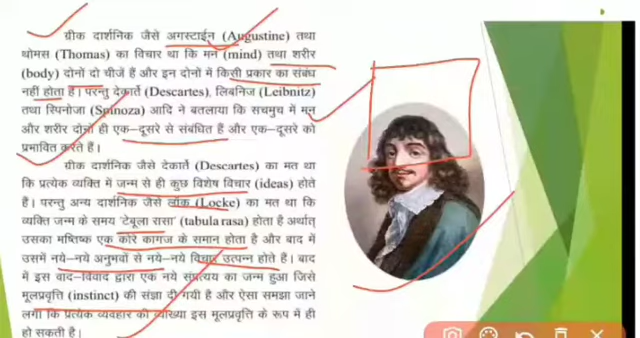 ग्रीक दार्शनिक जैसे अगस्टाईन (Augustine) तथा
थोमस (Thomas) का विचार था कि मन (mind) तथा शरीर
(body) दोनों दो चीजें हैं और इन दोनों में किसी प्रकार का संबंध
नहीं होता है। परन्तु देकार्ते (Descartes), लिबनिज (Leibnitz)
तथा स्पिनोजा (Spinoza) आदि ने बतलाया कि सचमुच में मन
और शरीर दोनों ही एक-दूसरे से संबंधित हैं और एक-दूसरे को
प्रभावित करते हैं।
ग्रीक दार्शनिक जैसे देकार्ते (Descartes) का मत था
कि प्रत्येक व्यक्ति में जन्म से ही कुछ विशेष विचार (ideas) होते
हैं। परन्तु अन्य दार्शनिक जैसे लॉक (Locke) का मत था कि
व्यक्ति जन्म के समय 'टेबूला रासा' (tabula rasa) होता है अर्थात्
उसका मष्तिष्क एक कोरे कागज के समान होता है और बाद में
उसमें नये-नये अनुभवों से नये-नये विचार उत्पन्न होते हैं। बाद
में इस वाद-विवाद द्वारा एक नये संप्रत्यय का जन्म हुआ जिसे
मूलप्रवृत्ति (instinct) की संज्ञा दी गयी है और ऐसा समझा जाने
लगा कि प्रत्येक व्यवहार की व्याख्या इस मूलप्रवृत्ति के रूप में ही
हो सकती है।